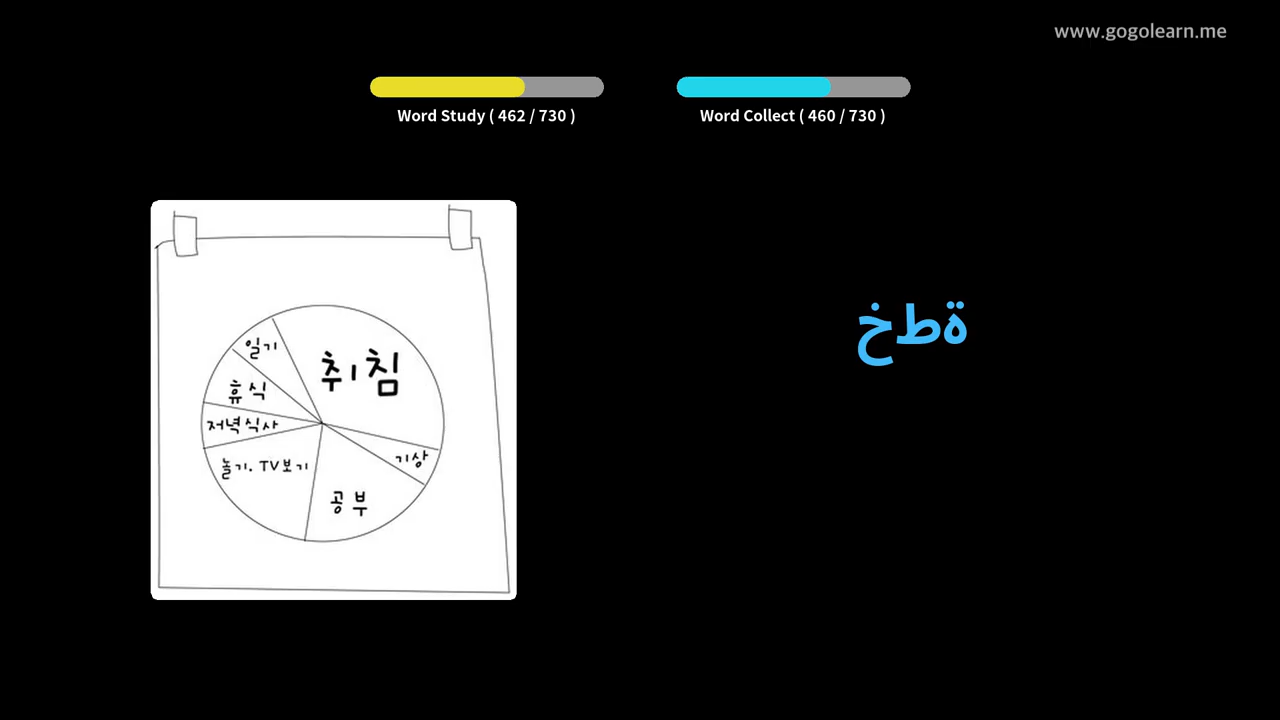 www.gogolearn.me
Word Study ( 462 / 730 )
Word Collect ( 460 / 730 )
일기
취침
휴식
저녁식사
기상
놀기. TV보기
공부
ةطخ